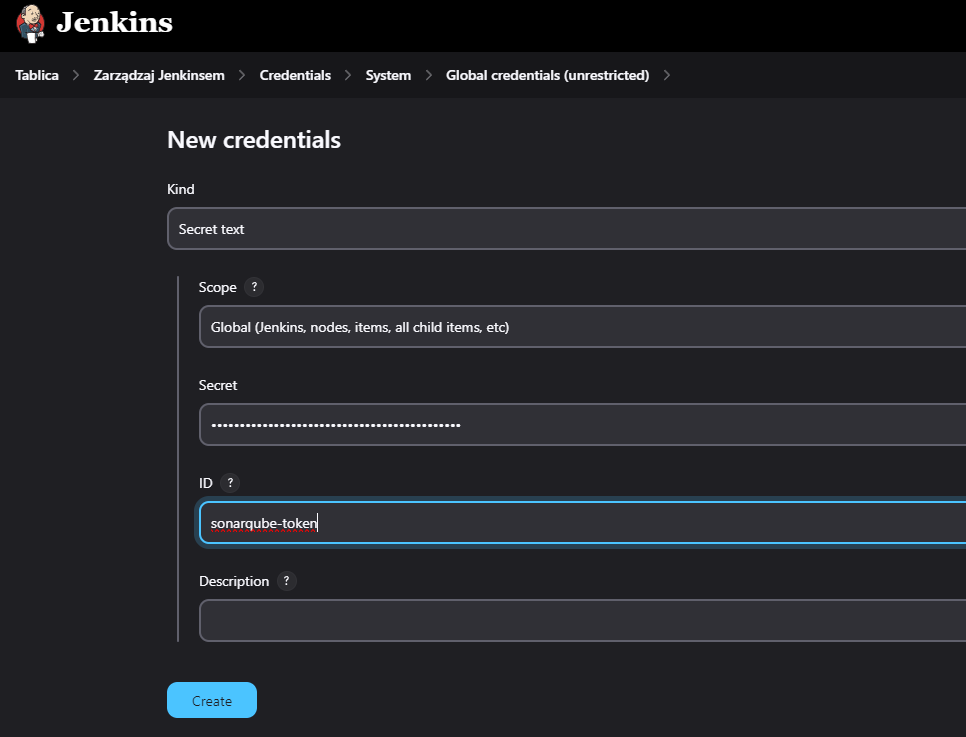 Jenkins
Tablica > Zarządzaj Jenkinsem > Credentials > System > Global credentials (unrestricted) >
New credentials
Kind
Secret text
Scope ?
Global (Jenkins, nodes, items, all child items, etc)
Secret
••••••••••••••••••••••••••••••••••••••••••••
ID ?
sonarqube-token
Description ?
Create